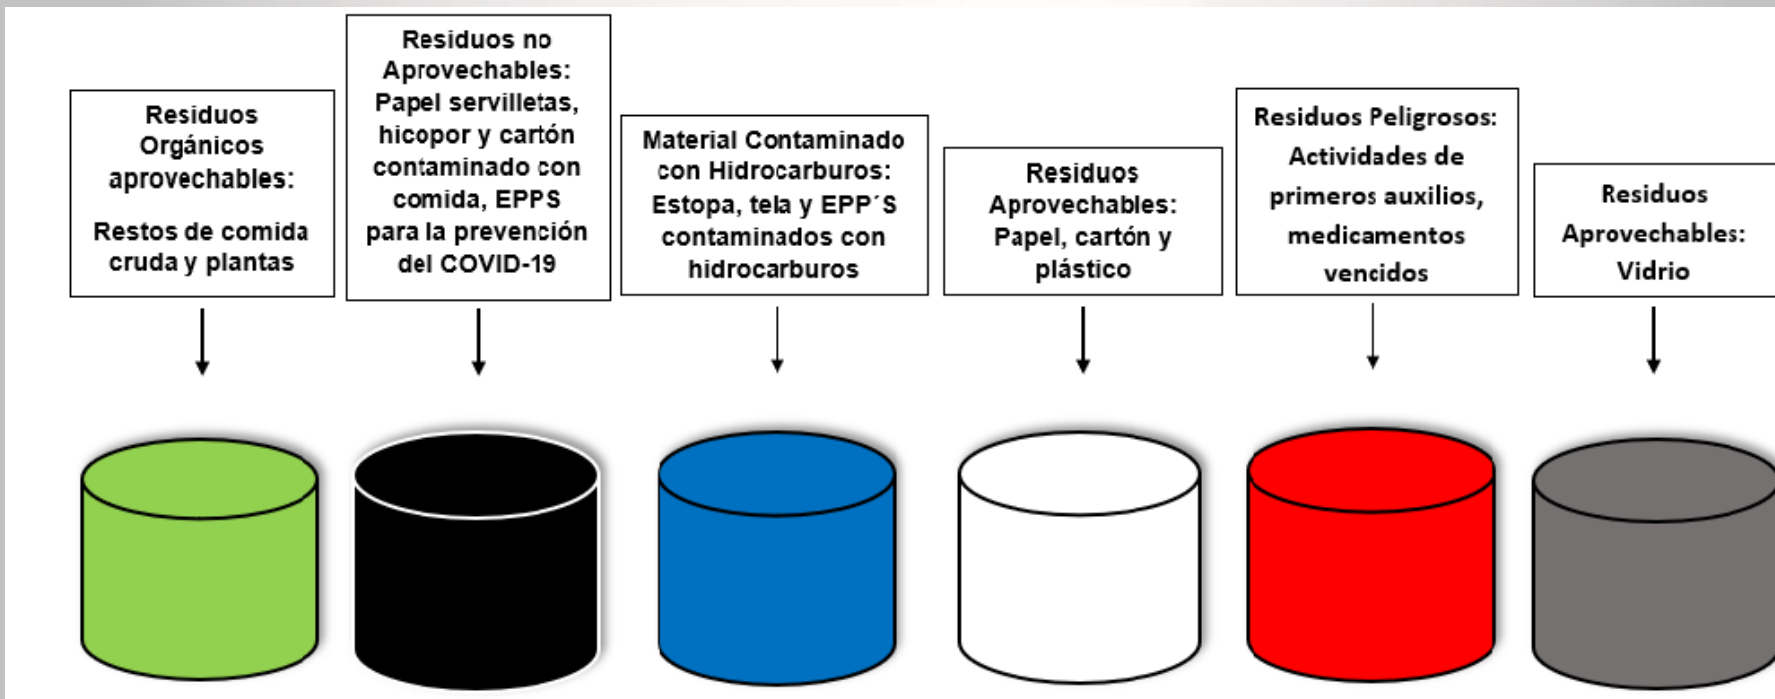 Residuos
Orgánicos
aprovechables:
Restos de comida
cruda y plantas
Residuos no
Aprovechables:
Papel servilletas,
hicopor y cartón
contaminado con
comida, EPPS
para la prevención
del COVID-19
Material Contaminado
con Hidrocarburos:
Estopa, tela y EPP´S
contaminados con
hidrocarburos
Residuos
Aprovechables:
Papel, cartón y
plástico
Residuos Peligrosos:
Actividades de
primeros auxilios,
medicamentos
vencidos
Residuos
Aprovechables:
Vidrio